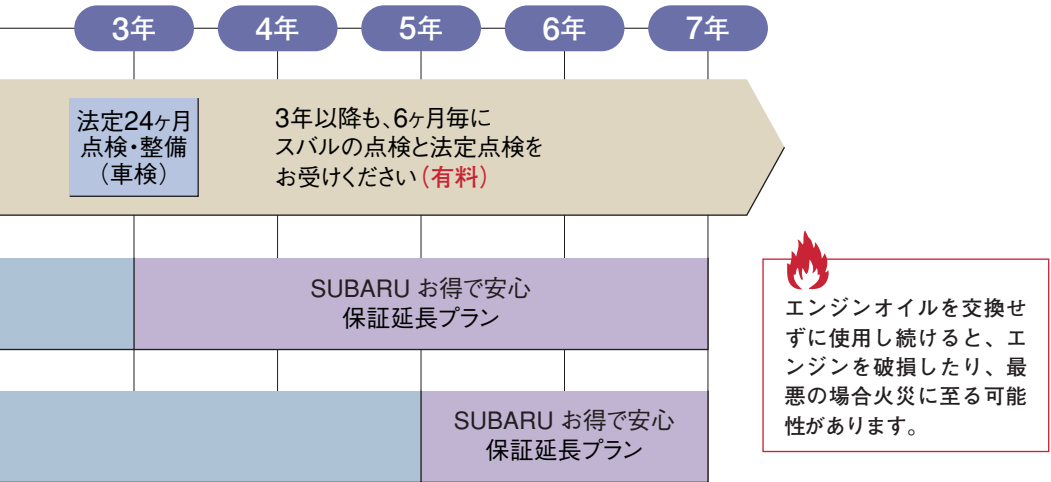 3年 4年 5年 6年 7年
法定24ヶ月
点検・整備
（車検）
3年以降も、6ヶ月毎に
スバルの点検と法定点検を
お受けください（有料）
SUBARU お得で安心
保証延長プラン
SUBARU お得で安心
保証延長プラン
エンジンオイルを交換せ
ずに使用し続けると、エ
ンジンを破損したり、最
悪の場合火災に至る可能
性があります。